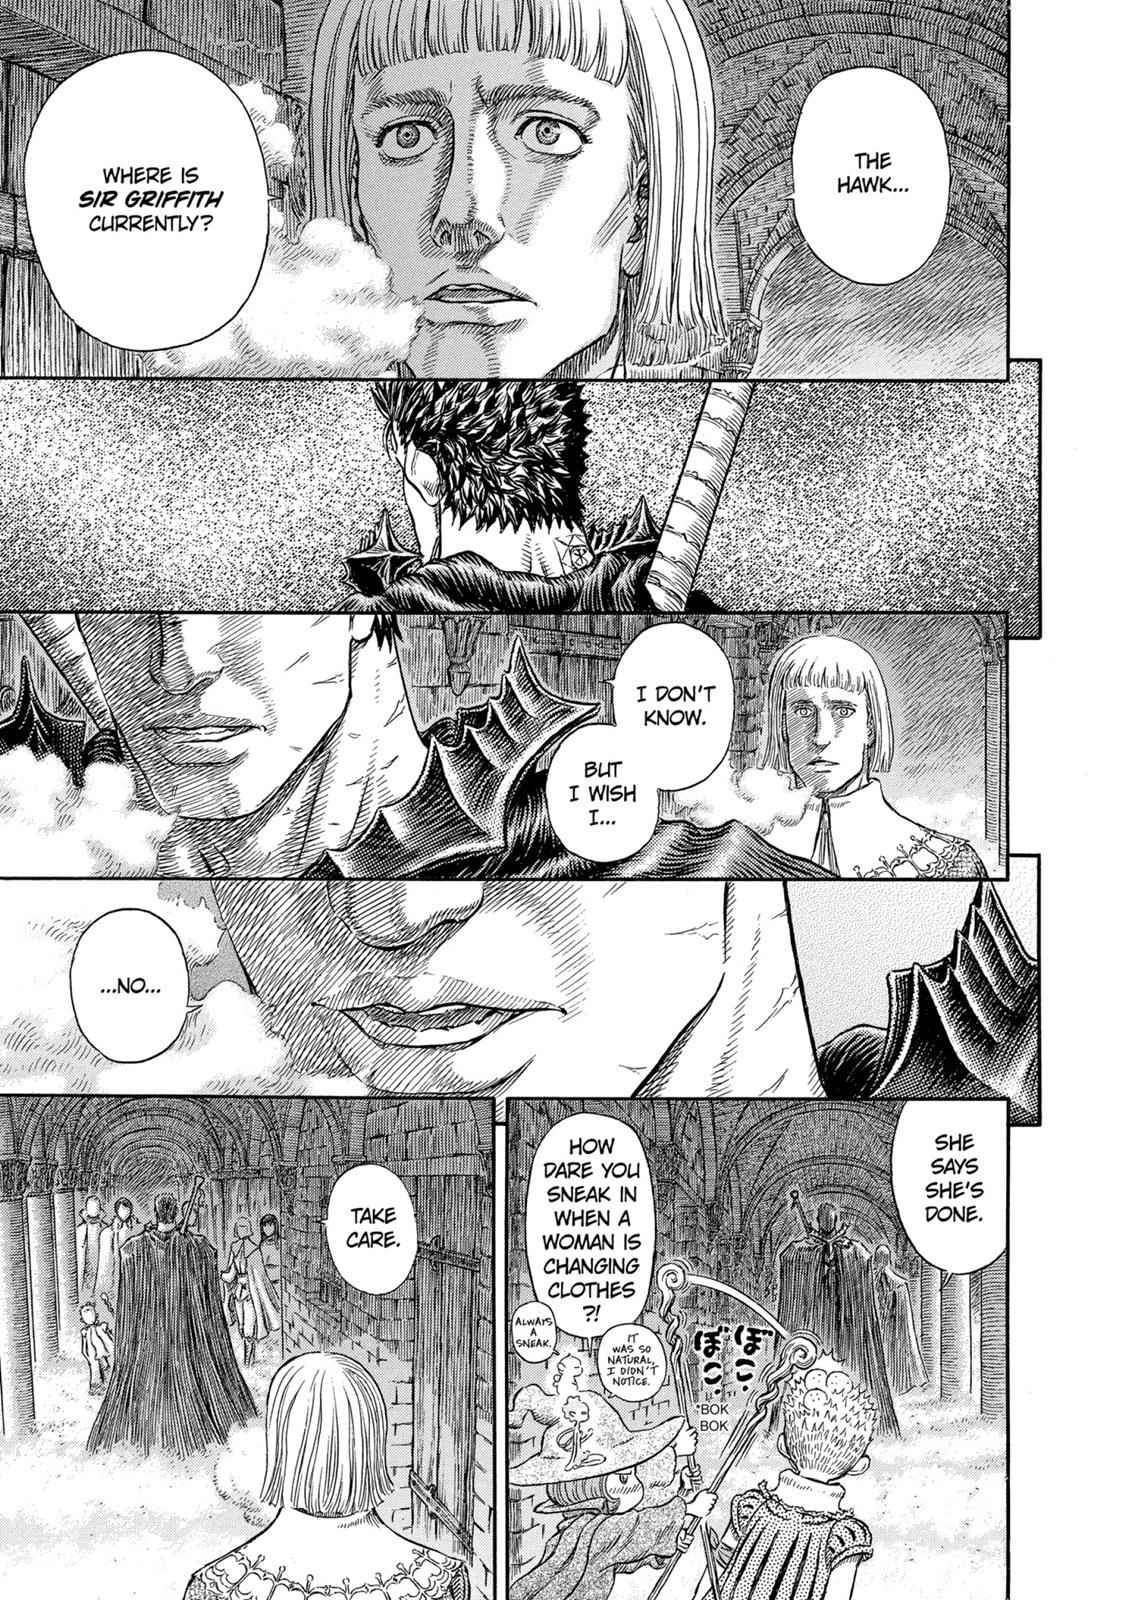 THE
HAWK...
WHERE IS
SIR GRIFFITH
CURRENTLY?
I DON'T
KNOW.
BUT
I WISH
I...
...NO...
SHE
SAYS
SHE'S
DONE.
HOW
DARE YOU
SNEAK IN
WHEN A
WOMAN IS
CHANGING
CLOTHES
?!
ALWAYS
A
SNEAK.
IT
WAS SO
NATURAL,
I DIDN'T
NOTICE.
ぼこ
ぼこ
*BOK
BOK
TAKE
CARE.